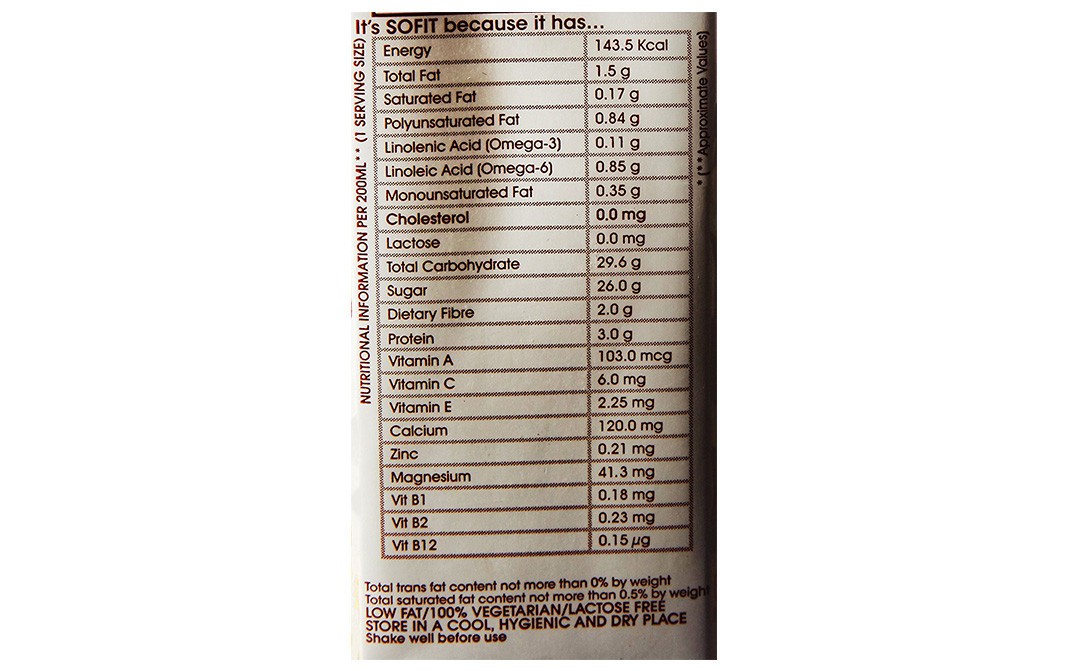 It's SOFIT because it has...
NUTRITIONAL INFORMATION PER 200ML** (1 SERVING SIZE)
Energy 143.5 Kcal
Total Fat 1.5 g
Saturated Fat 0.17 g
Polyunsaturated Fat 0.84 g
Linolenic Acid (Omega-3) 0.11 g
Linoleic Acid (Omega-6) 0.85 g
Monounsaturated Fat 0.35 g
Cholesterol 0.0 mg
Lactose 0.0 mg
Total Carbohydrate 29.6 g
Sugar 26.0 g
Dietary Fibre 2.0 g
Protein 3.0 g
Vitamin A 103.0 mcg
Vitamin C 6.0 mg
Vitamin E 2.25 mg
Calcium 120.0 mg
Zinc 0.21 mg
Magnesium 41.3 mg
Vit B1 0.18 mg
Vit B2 0.23 mg
Vit B12 0.15 µg
* (**Approximate Values)
Total trans fat content not more than 0% by weight
Total saturated fat content not more than 0.5% by weight
LOW FAT/100% VEGETARIAN/LACTOSE FREE
STORE IN A COOL, HYGIENIC AND DRY PLACE
Shake well before use